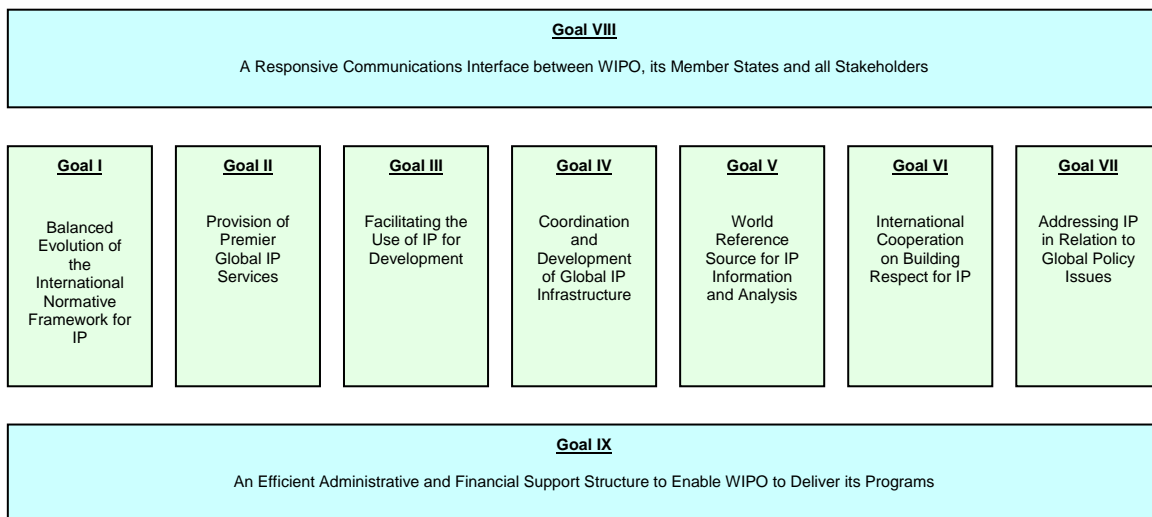 Goal VIII
A Responsive Communications Interface between WIPO, its Member States and all Stakeholders
Goal I
Balanced
Evolution of
the
International
Normative
Framework for
IP
Goal II
Provision of
Premier
Global IP
Services
Goal III
Facilitating the
Use of IP for
Development
Goal IV
Coordination
and
Development
of Global IP
Infrastructure
Goal V
World
Reference
Source for IP
Information
and Analysis
Goal VI
International
Cooperation
on Building
Respect for IP
Goal VII
Addressing IP
in Relation to
Global Policy
Issues
Goal IX
An Efficient Administrative and Financial Support Structure to Enable WIPO to Deliver its Programs